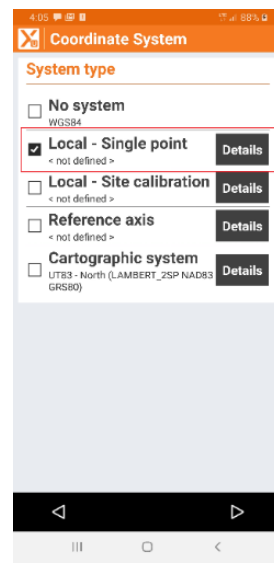 4:05 88%
Coordinate System
System type
No system
WGS84
Local - Single point
< not defined >
Details
Local - Site calibration
< not defined >
Details
Reference axis
< not defined >
Details
Cartographic system
UT83 - North (LAMBERT_2SP NAD83
GRS80)
Details